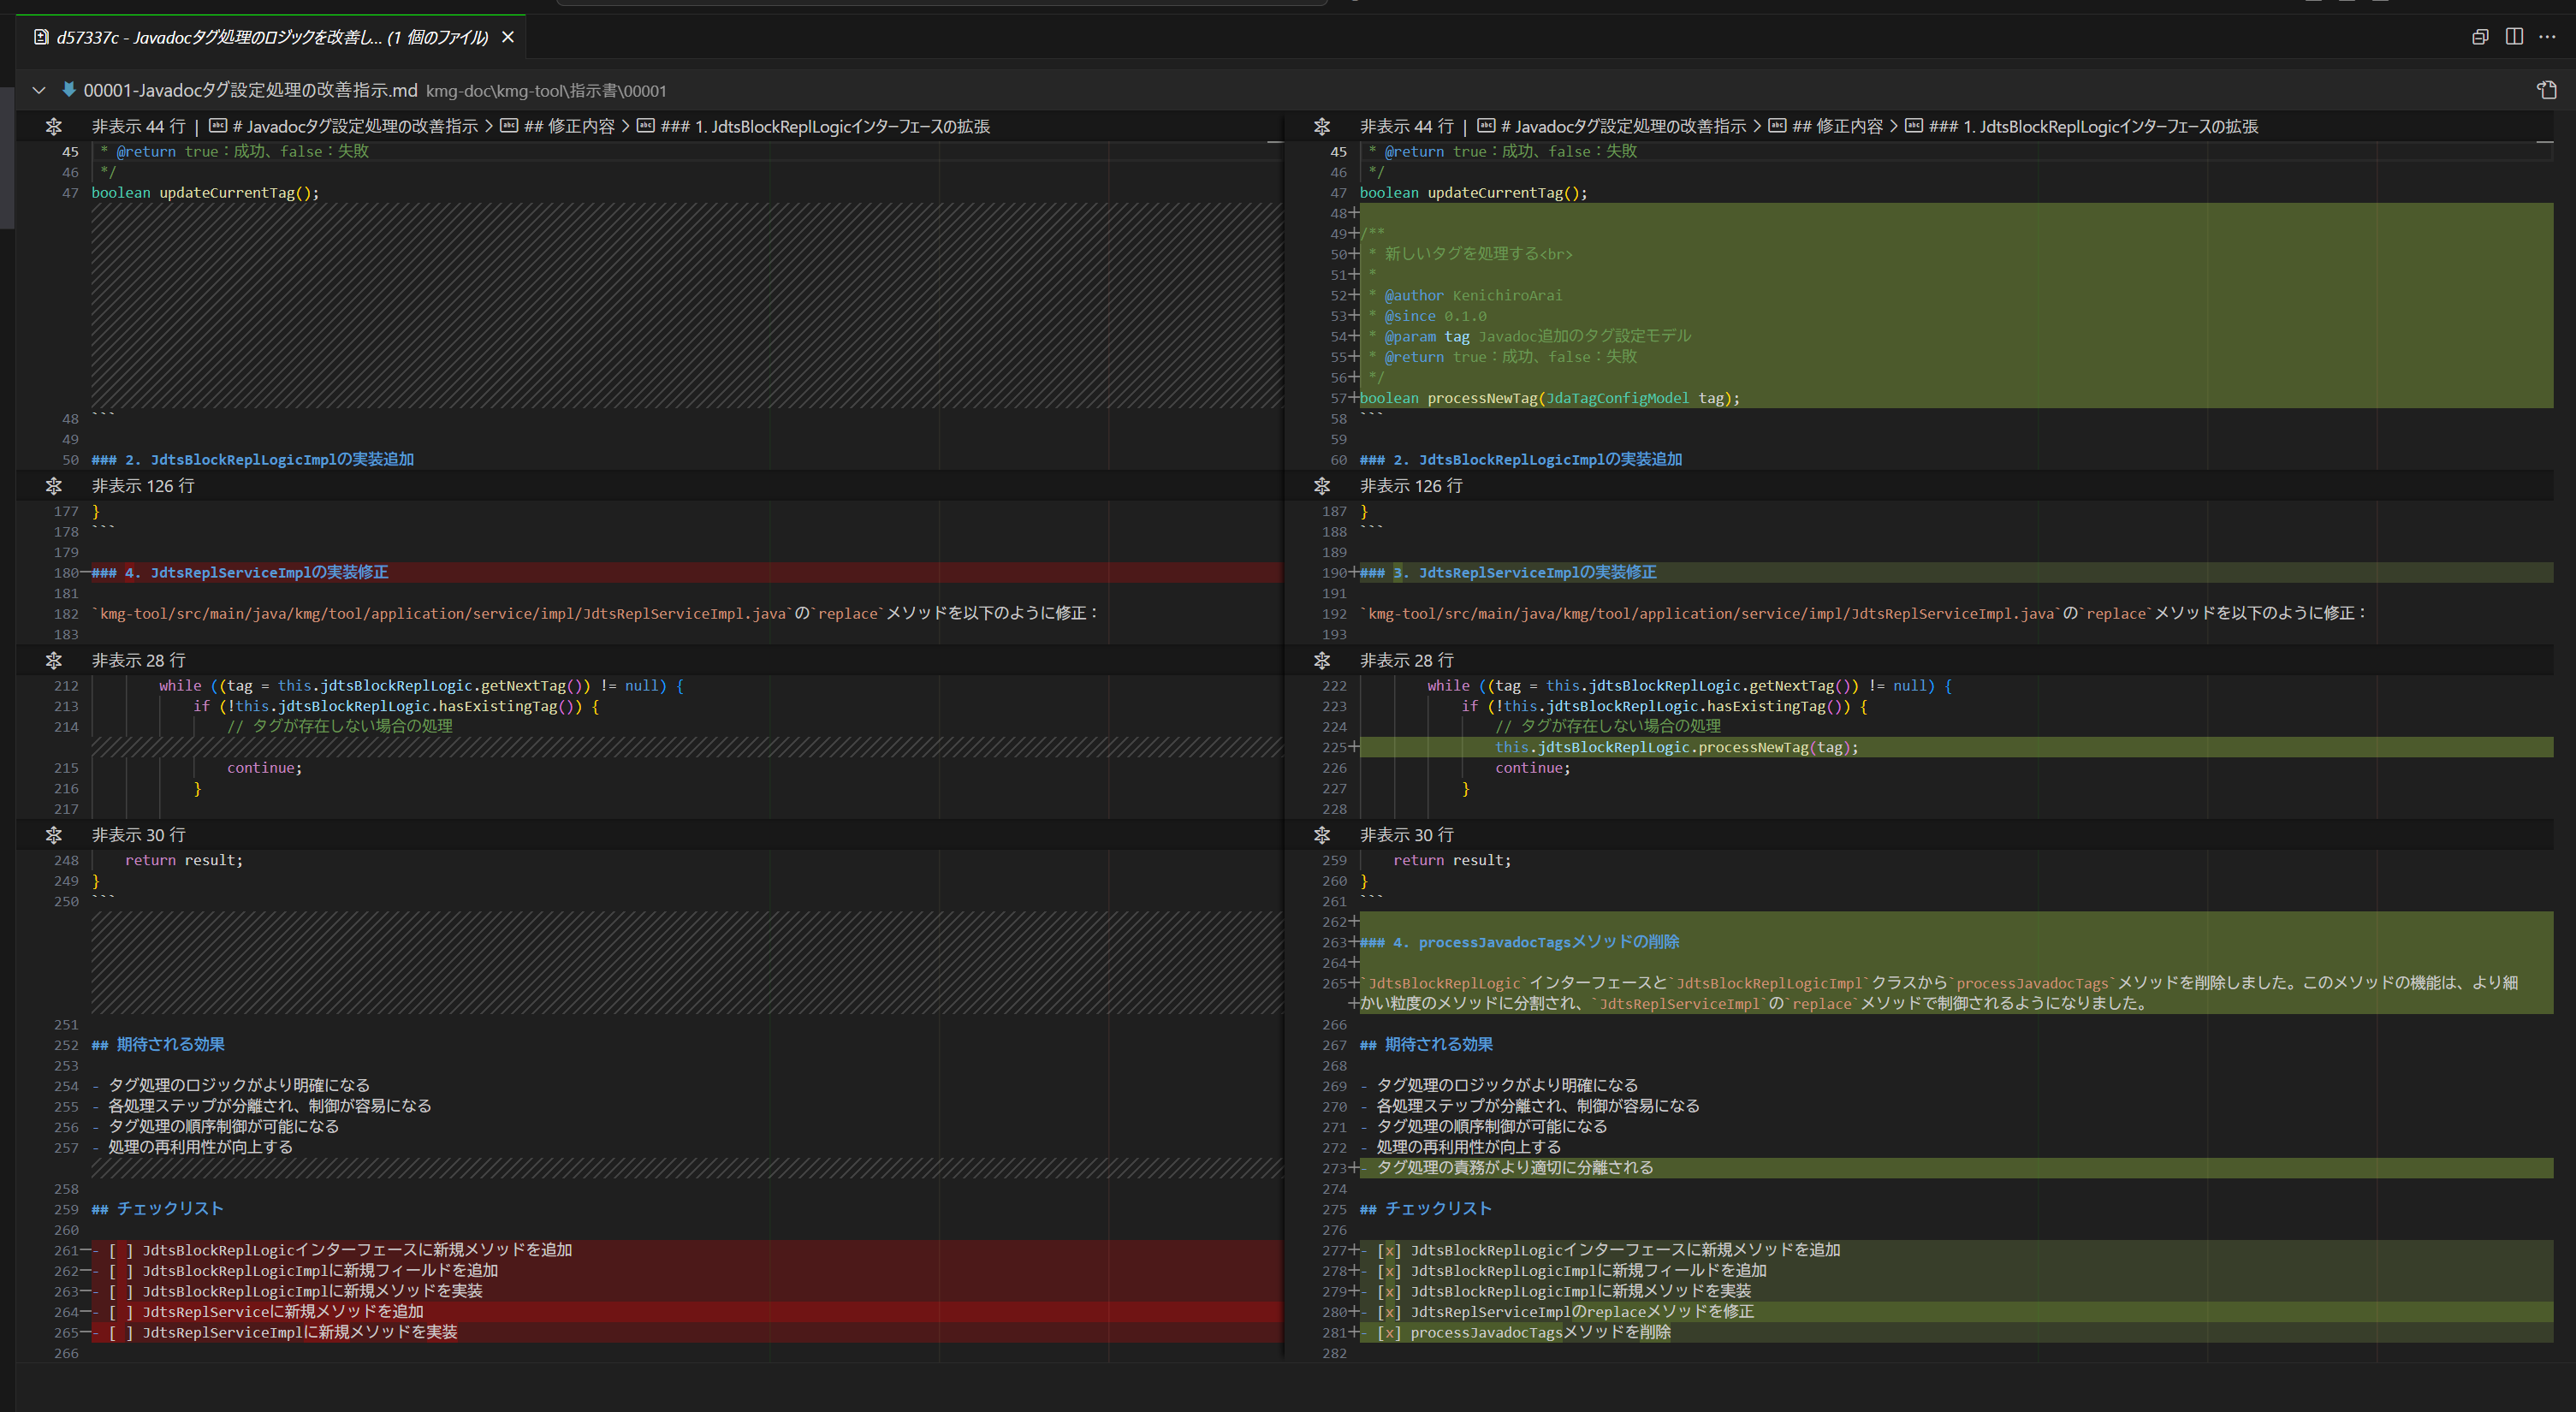 d57337c - Javadocタグ処理のロジックを改善し... (1 個のファイル)
00001-Javadocタグ設定処理の改善指示.md kmg-doc\kmg-tool\指示書\00001
非表示 44 行 | # Javadocタグ設定処理の改善指示 > ## 修正内容 > ### 1. JdtsBlockReplLogicインターフェースの拡張
45 * @return true：成功、false：失敗
46 */
47 boolean updateCurrentTag();
48 ```
49
50 ### 2. JdtsBlockReplLogicImplの実装追加
非表示 126 行
177 }
178 ```
179
180 ### 4. JdtsReplServiceImplの実装修正
181
182 `kmg-tool/src/main/java/kmg/tool/application/service/impl/JdtsReplServiceImpl.java`の`replace`メソッドを以下のように修正：
183
非表示 28 行
212 while ((tag = this.jdtsBlockReplLogic.getNextTag()) != null) {
213 if (!this.jdtsBlockReplLogic.hasExistingTag()) {
214 // タグが存在しない場合の処理
215 continue;
216 }
217
非表示 30 行
248 return result;
249 }
250 ```
251
252 ## 期待される効果
253
254 - タグ処理のロジックがより明確になる
255 - 各処理ステップが分離され、制御が容易になる
256 - タグ処理の順序制御が可能になる
257 - 処理の再利用性が向上する
258
259 ## チェックリスト
260
261 - [ ] JdtsBlockReplLogicインターフェースに新規メソッドを追加
262 - [ ] JdtsBlockReplLogicImplに新規フィールドを追加
263 - [ ] JdtsBlockReplLogicImplに新規メソッドを実装
264 - [ ] JdtsReplServiceに新規メソッドを追加
265 - [ ] JdtsReplServiceImplに新規メソッドを実装
266
非表示 44 行 | # Javadocタグ設定処理の改善指示 > ## 修正内容 > ### 1. JdtsBlockReplLogicインターフェースの拡張
45 * @return true：成功、false：失敗
46 */
47 boolean updateCurrentTag();
48+
49+ /**
50+ * 新しいタグを処理する<br>
51+ *
52+ * @author KenichiroArai
53+ * @since 0.1.0
54+ * @param tag Javadoc追加のタグ設定モデル
55+ * @return true：成功、false：失敗
56+ */
57+ boolean processNewTag(JdaTagConfigModel tag);
58 ```
59
60 ### 2. JdtsBlockReplLogicImplの実装追加
非表示 126 行
187 }
188 ```
189
190+ ### 3. JdtsReplServiceImplの実装修正
191
192 `kmg-tool/src/main/java/kmg/tool/application/service/impl/JdtsReplServiceImpl.java`の`replace`メソッドを以下のように修正：
193
非表示 28 行
222 while ((tag = this.jdtsBlockReplLogic.getNextTag()) != null) {
223 if (!this.jdtsBlockReplLogic.hasExistingTag()) {
224 // タグが存在しない場合の処理
225+ this.jdtsBlockReplLogic.processNewTag(tag);
226 continue;
227 }
228
非表示 30 行
259 return result;
260 }
261 ```
262+
263+ ### 4. processJavadocTagsメソッドの削除
264+
265+ `JdtsBlockReplLogic`インターフェースと`JdtsBlockReplLogicImpl`クラスから`processJavadocTags`メソッドを削除しました。このメソッドの機能は、より細
+ かい粒度のメソッドに分割され、`JdtsReplServiceImpl`の`replace`メソッドで制御されるようになりました。
266
267 ## 期待される効果
268
269 - タグ処理のロジックがより明確になる
270 - 各処理ステップが分離され、制御が容易になる
271 - タグ処理の順序制御が可能になる
272 - 処理の再利用性が向上する
273+ - タグ処理の責務がより適切に分離される
274
275 ## チェックリスト
276
277+ - [x] JdtsBlockReplLogicインターフェースに新規メソッドを追加
278+ - [x] JdtsBlockReplLogicImplに新規フィールドを追加
279+ - [x] JdtsBlockReplLogicImplに新規メソッドを実装
280+ - [x] JdtsReplServiceImplのreplaceメソッドを修正
281+ - [x] processJavadocTagsメソッドを削除
282